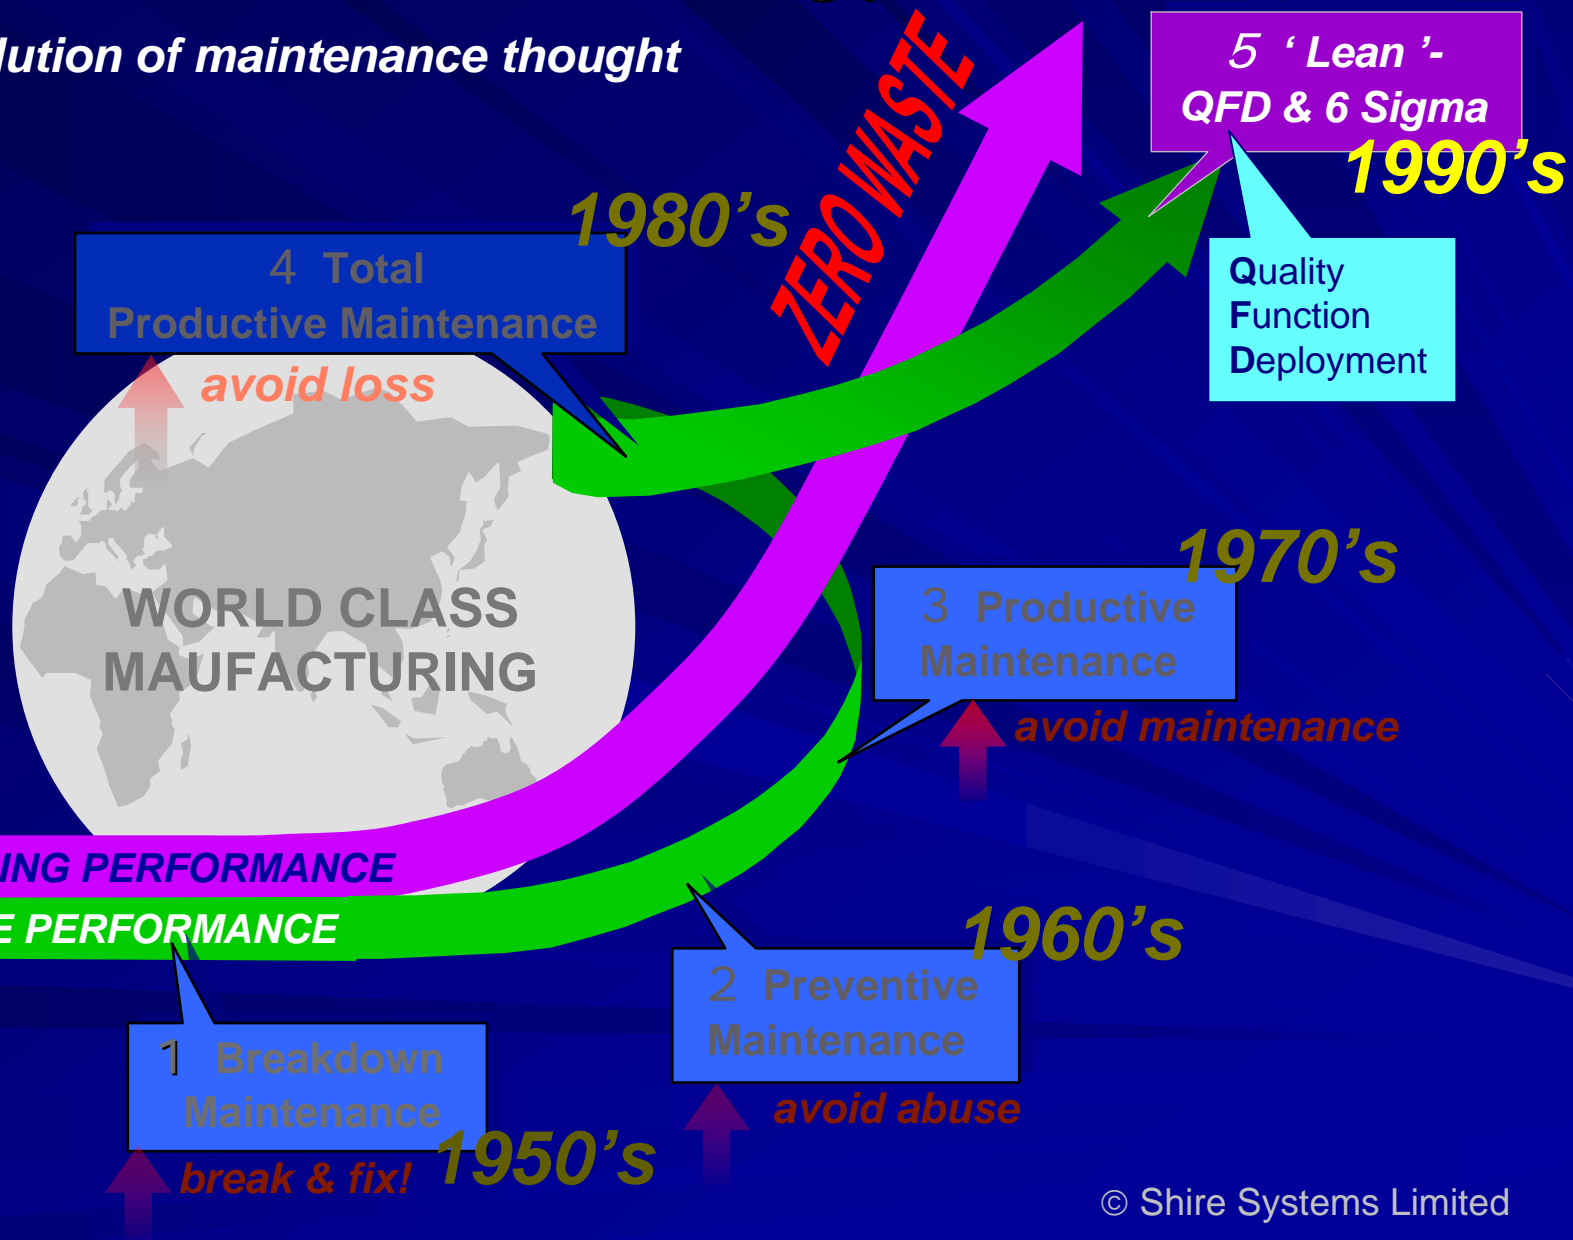 lution of maintenance thought
ZERO WASTE
5 ‘ Lean ’-
QFD & 6 Sigma
1990’s
Quality
Function
Deployment
1980’s
4 Total
Productive Maintenance
avoid loss
1970’s
3 Productive
Maintenance
avoid maintenance
WORLD CLASS
MAUFACTURING
ING PERFORMANCE
E PERFORMANCE
1960’s
2 Preventive
Maintenance
avoid abuse
1 Breakdown
Maintenance
1950’s
break & fix!
© Shire Systems Limited